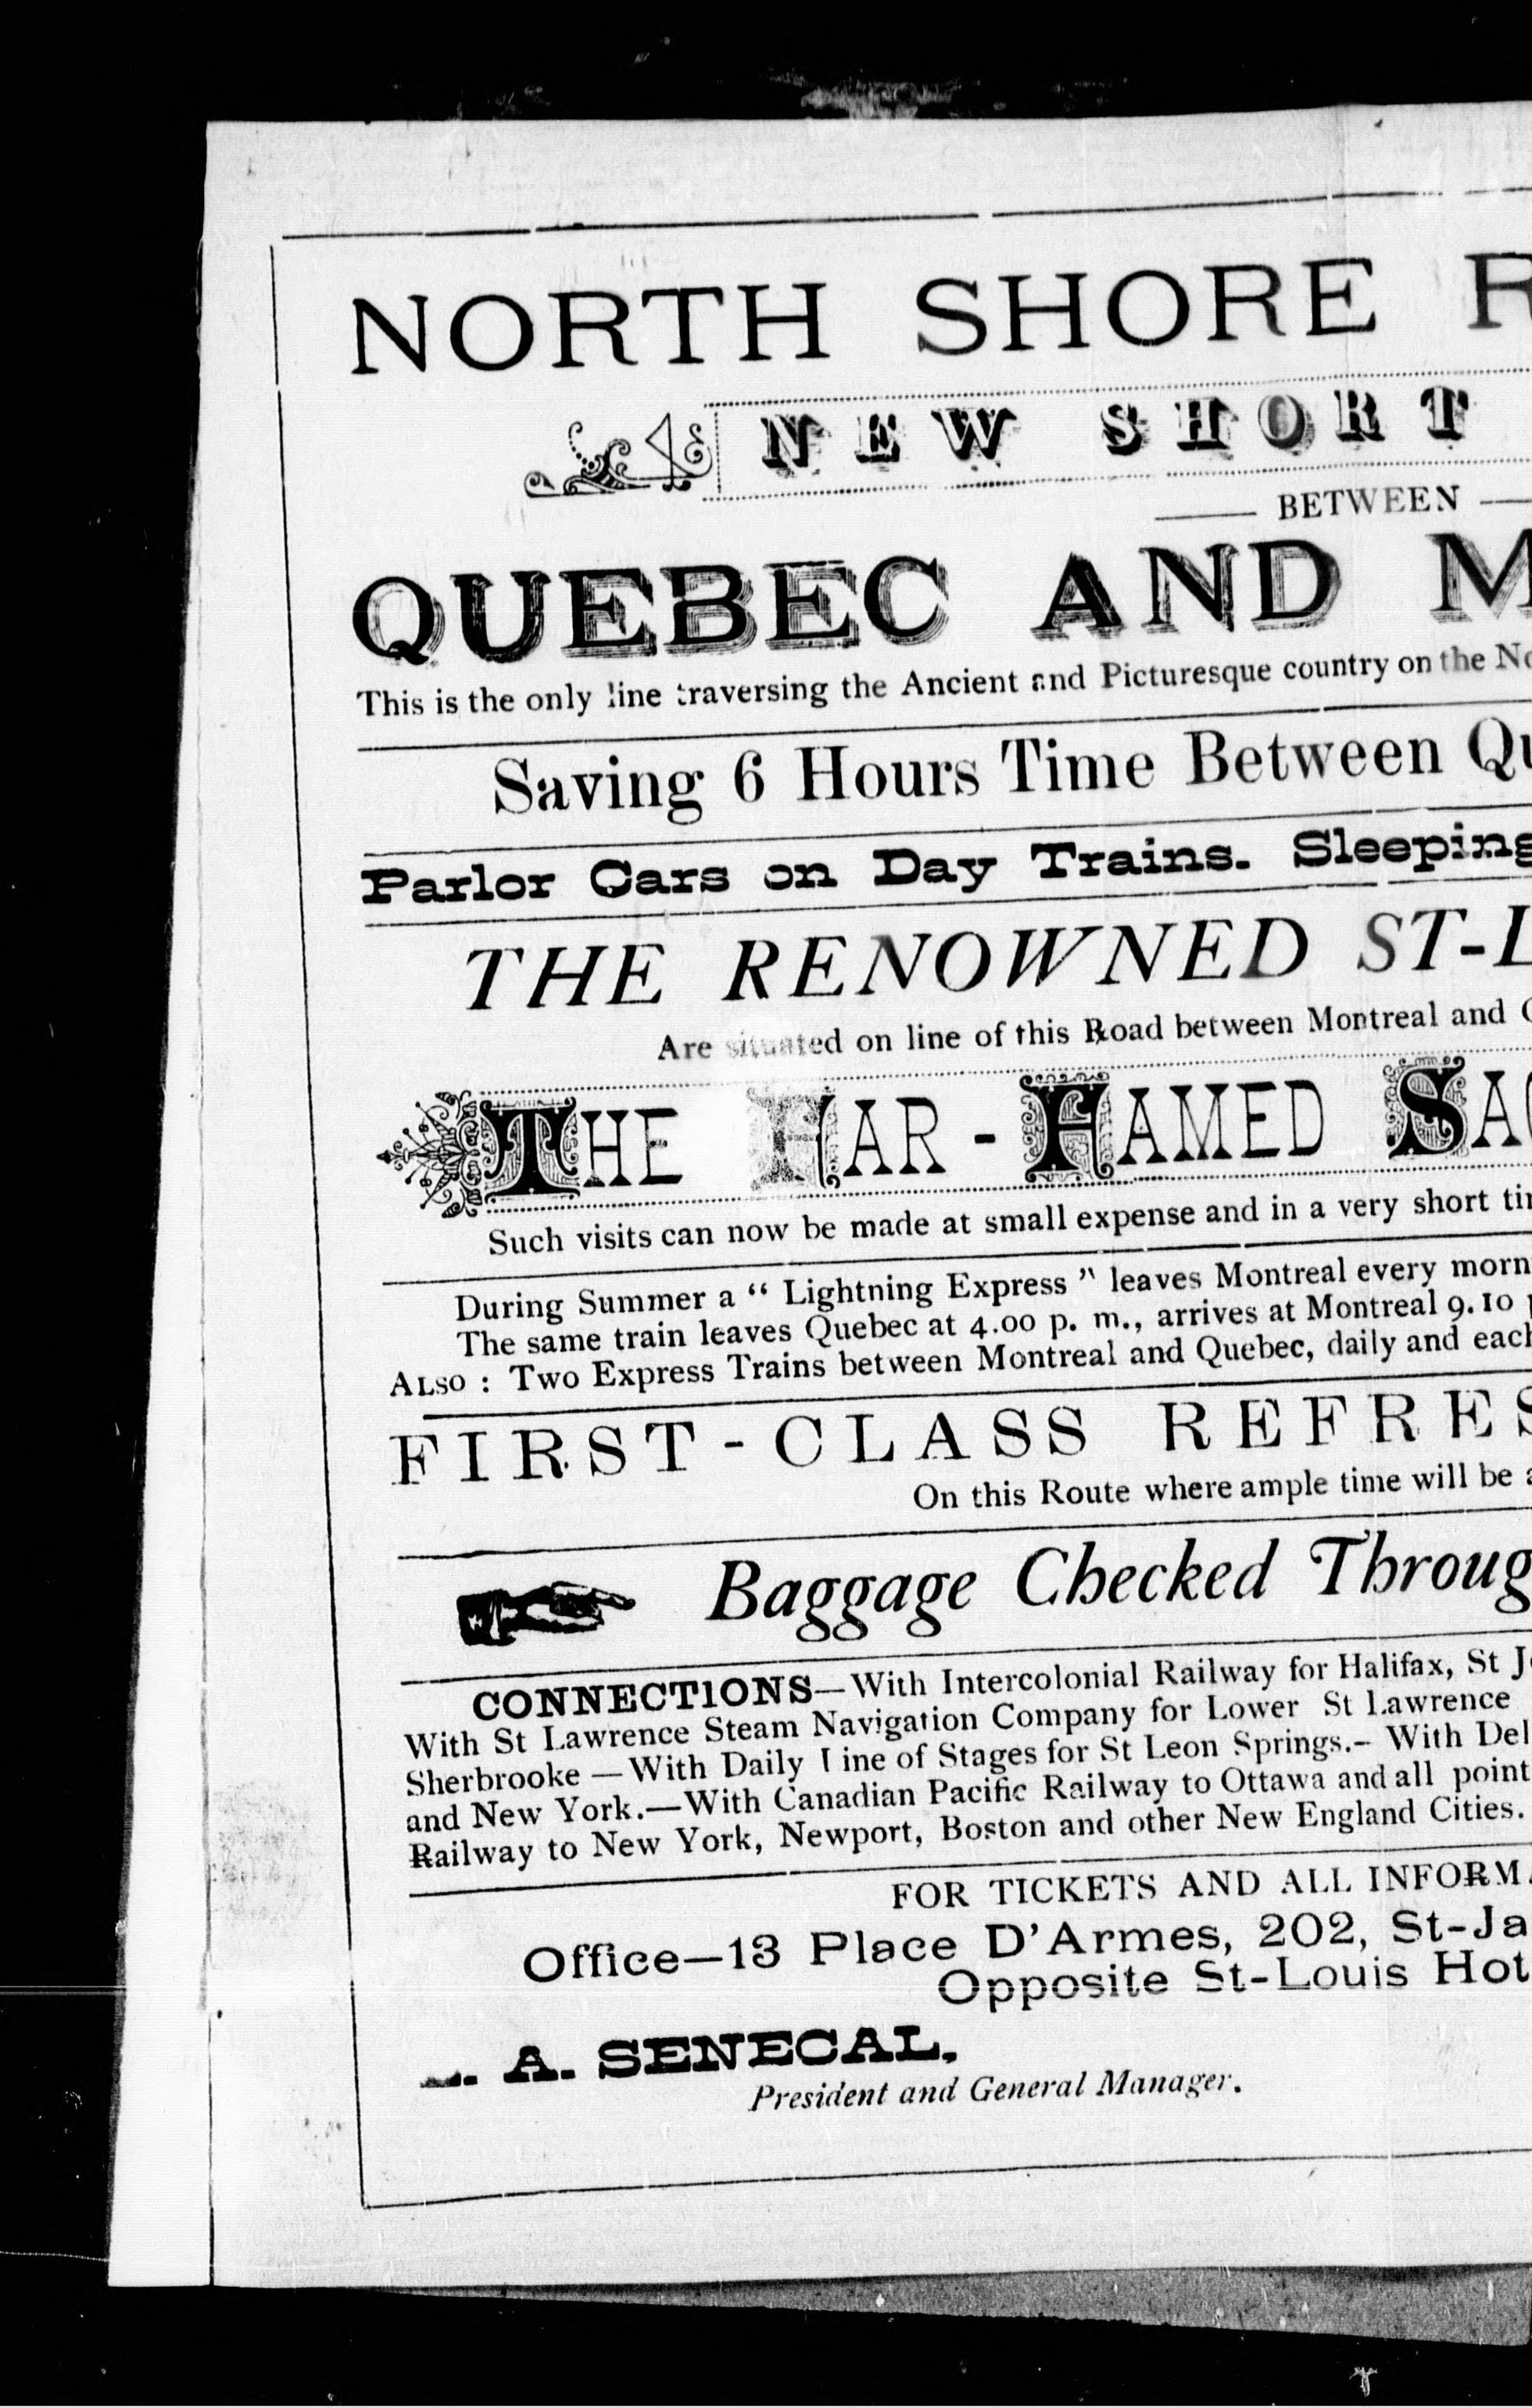 NORTH SHORE R
NEW SHORT
BETWEEN
QUEBEC AND M
This is the only line traversing the Ancient and Picturesque country on the No
Saving 6 Hours Time Between Qu
Parlor Cars on Day Trains. Sleeping
THE RENOWNED ST-L
Are situated on line of this Road between Montreal and
THE FAR-FAMED SAG
Such visits can now be made at small expense and in a very short tim
During Summer a "Lightning Express" leaves Montreal every morn
The same train leaves Quebec at 4.00 p. m., arrives at Montreal 9.10 p
ALSO : Two Express Trains between Montreal and Quebec, daily and each
FIRST-CLASS REFRES
On this Route where ample time will be a
Baggage Checked Throug
CONNECTIONS—With Intercolonial Railway for Halifax, St Jo
With St Lawrence Steam Navigation Company for Lower St Lawrence
Sherbrooke—With Daily Line of Stages for St Leon Springs.—With Del
and New York.—With Canadian Pacific Railway to Ottawa and all point
Railway to New York, Newport, Boston and other New England Cities.
FOR TICKETS AND ALL INFORMA
Office—13 Place D'Armes, 202, St-Ja
Opposite St-Louis Hot
A. SENECAL,
President and General Manager.